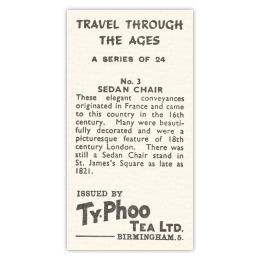 TRAVEL THROUGH
THE AGES
A SERIES OF 24
No. 3
SEDAN CHAIR
These elegant conveyances
originated in France and came
to this country in the 16th
century. Many were beautifully
decorated and were a
picturesque feature of 18th
century London. There was
still a Sedan Chair stand in
St. James's Square as late as
1821.
ISSUED BY
Ty.Phoo
TEA LTD.
BIRMINGHAM.5.